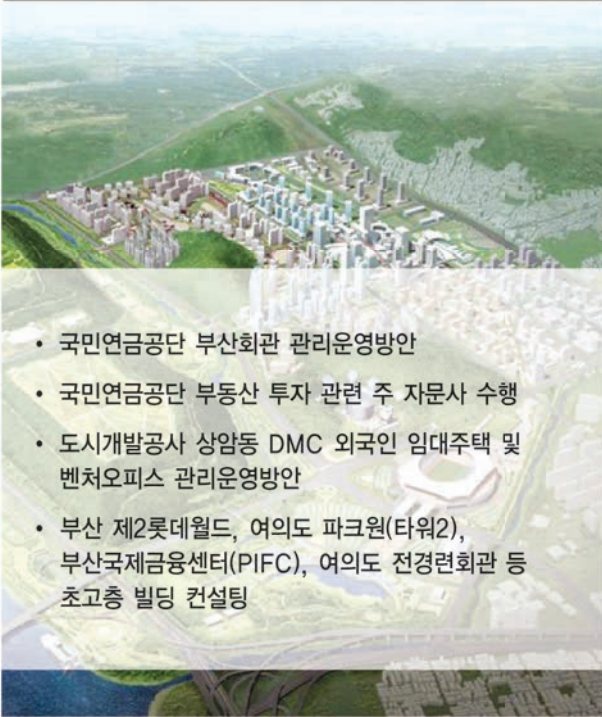 • 국민연금공단 부산회관 관리운영방안
• 국민연금공단 부동산 투자 관련 주 자문사 수행
• 도시개발공사 상암동 DMC 외국인 임대주택 및
벤처오피스 관리운영방안
• 부산 제2롯데월드, 여의도 파크원(타워2),
부산국제금융센터(PIFC), 여의도 전경련회관 등
초고층 빌딩 컨설팅